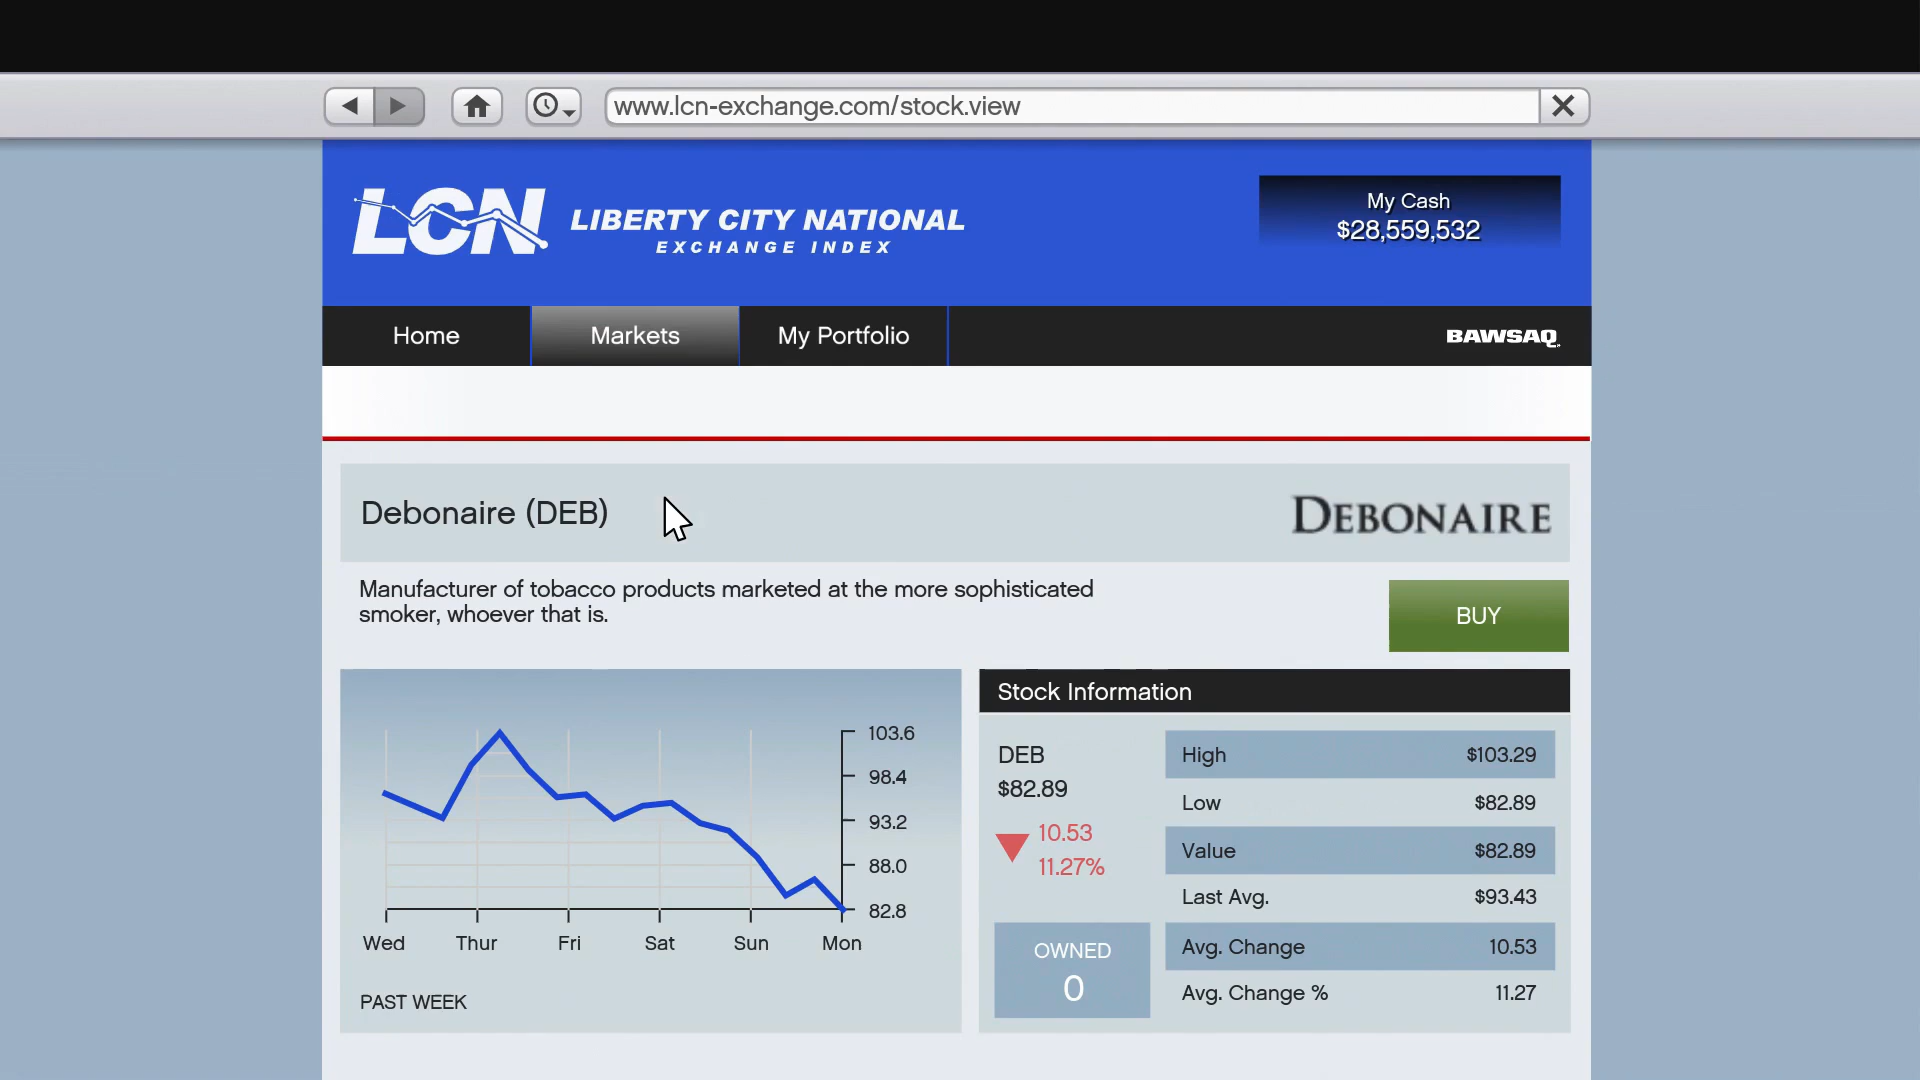 www.lcn-exchange.com/stock.view
LCN
LIBERTY CITY NATIONAL
EXCHANGE INDEX
My Cash
$28,559,532
Home
Markets
My Portfolio
BAWSAQ
Debonaire (DEB)
DEBONAIRE
Manufacturer of tobacco products marketed at the more sophisticated
smoker, whoever that is.
BUY
103.6
98.4
93.2
88.0
82.8
Wed Thur Fri Sat Sun Mon
PAST WEEK
Stock Information
DEB
$82.89
10.53
11.27%
OWNED
0
High $103.29
Low $82.89
Value $82.89
Last Avg. $93.43
Avg. Change 10.53
Avg. Change % 11.27